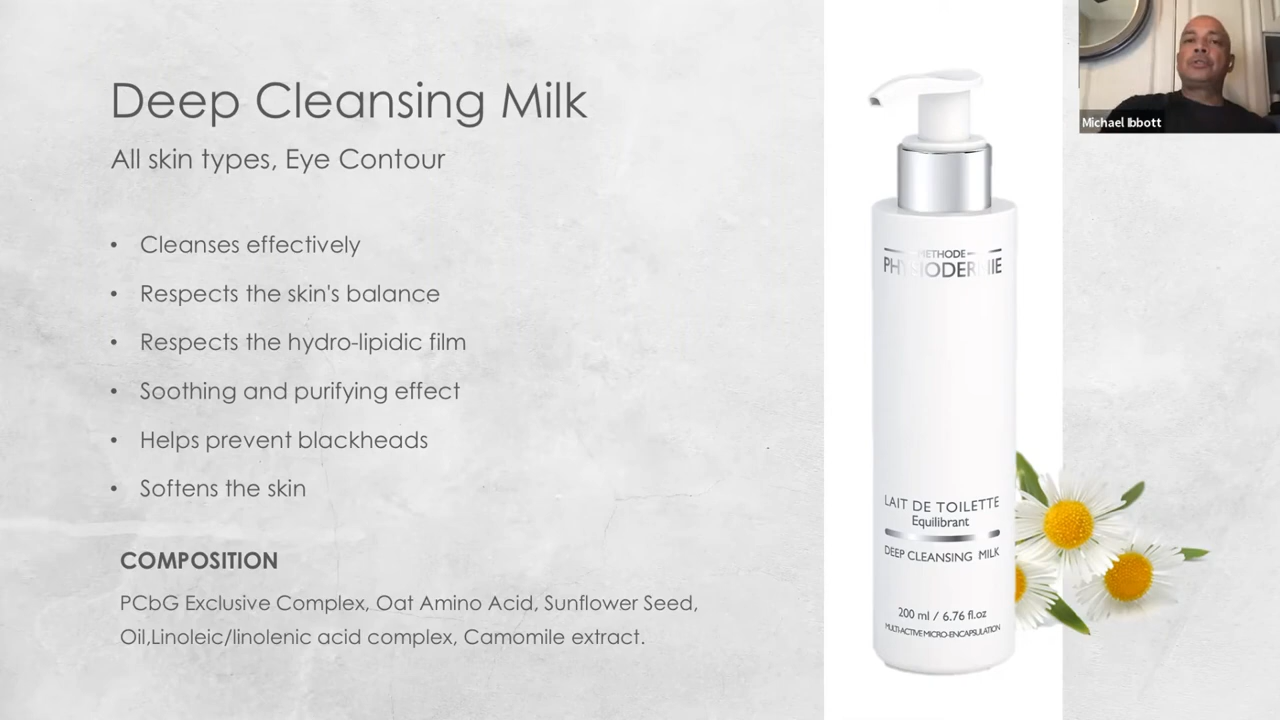 Deep Cleansing Milk
All skin types, Eye Contour
• Cleanses effectively
• Respects the skin's balance
• Respects the hydro-lipidic film
• Soothing and purifying effect
• Helps prevent blackheads
• Softens the skin
COMPOSITION
PCbG Exclusive Complex, Oat Amino Acid, Sunflower Seed,
Oil,Linoleic/linolenic acid complex, Camomile extract.
METHODE
PHYSIODERMIE
LAIT DE TOILETTE
Equilibrant
DEEP CLEANSING MILK
200 ml / 6.76 fl.oz
MULTI-ACTIVE MICRO-ENCAPSULATION
Michael Ibbott